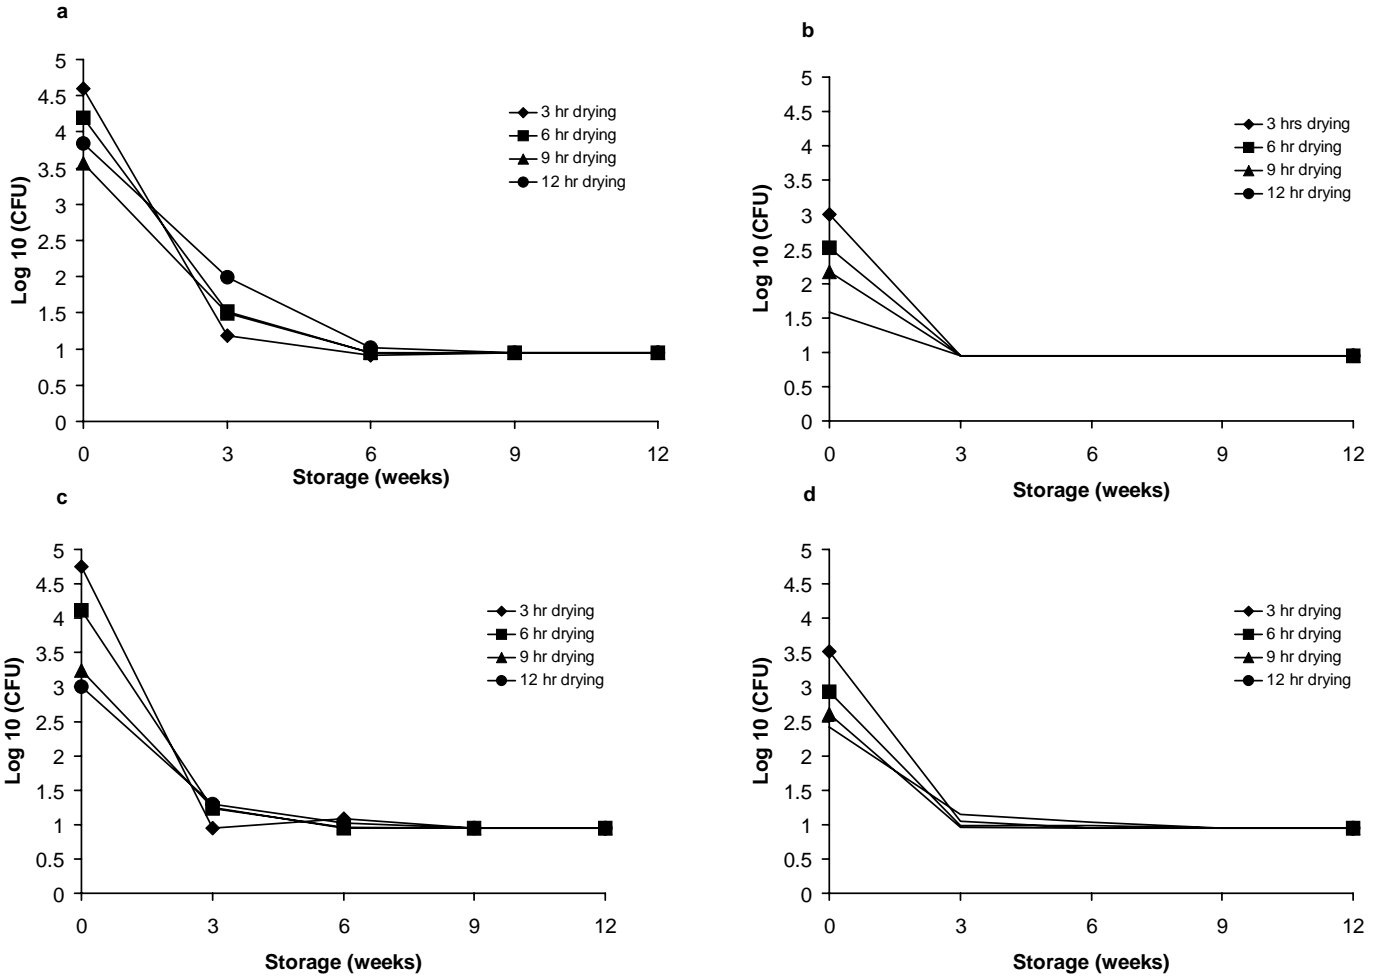 a
5
4.5
4
3.5
3
2.5
2
1.5
1
0.5
0
Log 10 (CFU)
3 hr drying
6 hr drying
9 hr drying
12 hr drying
0 3 6 9 12
Storage (weeks)
b
5
4.5
4
3.5
3
2.5
2
1.5
1
0.5
0
Log 10 (CFU)
3 hrs drying
6 hr drying
9 hr drying
12 hr drying
0 3 6 9 12
Storage (weeks)
c
5
4.5
4
3.5
3
2.5
2
1.5
1
0.5
0
Log 10 (CFU)
3 hr drying
6 hr drying
9 hr drying
12 hr drying
0 3 6 9 12
Storage (weeks)
d
5
4.5
4
3.5
3
2.5
2
1.5
1
0.5
0
Log 10 (CFU)
3 hr drying
6 hr drying
9 hr drying
12 hr drying
0 3 6 9 12
Storage (weeks)